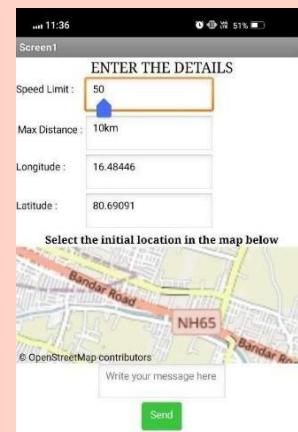 11:36
51%
Screen1
ENTER THE DETAILS
Speed Limit : 50
Max Distance : 10km
Longitude : 16.48446
Latitude : 80.69091
Select the initial location in the map below
Bandar Road
NH65
Bandar Ro
© OpenStreetMap contributors
Write your message here
Send